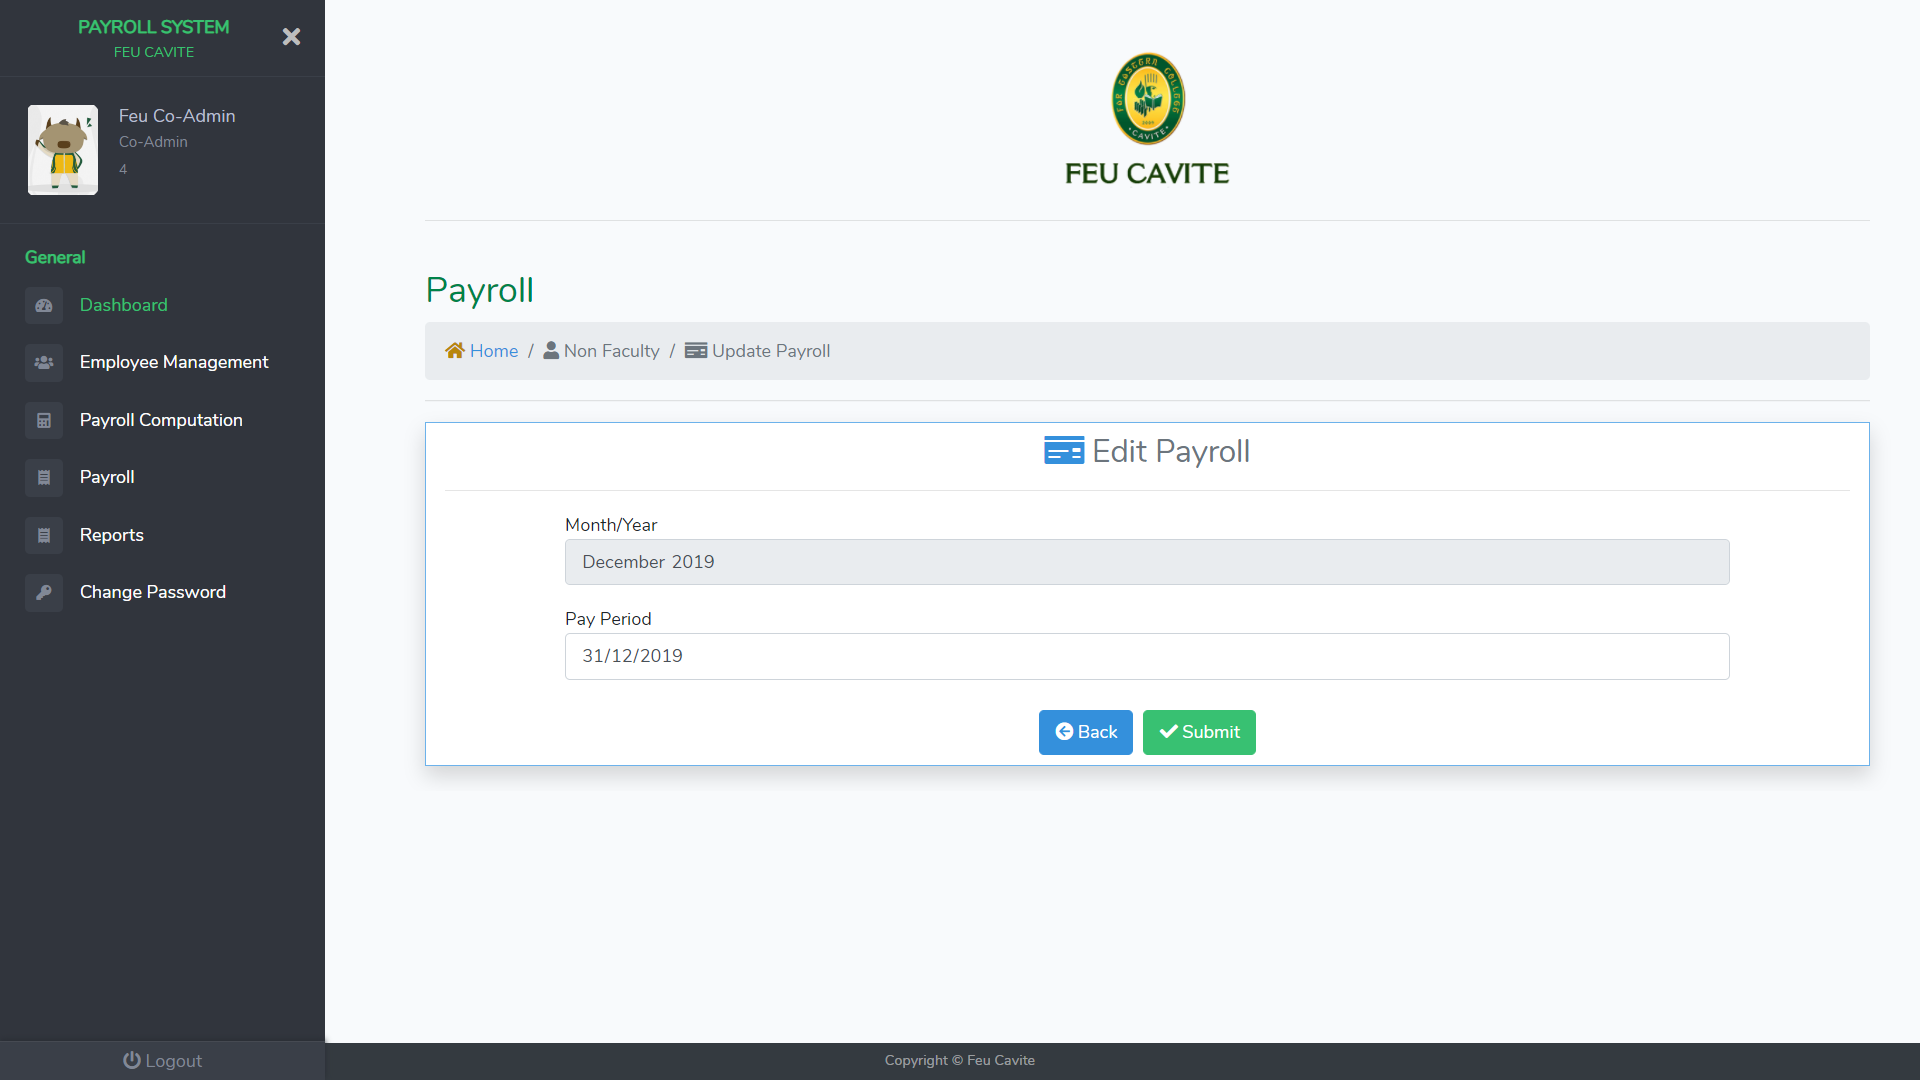 PAYROLL SYSTEM
FEU CAVITE
Feu Co-Admin
Co-Admin
4
General
Dashboard
Employee Management
Payroll Computation
Payroll
Reports
Change Password
Logout
CAVITE
FEU CAVITE
Payroll
Home / Non Faculty / Update Payroll
Edit Payroll
Month/Year
December 2019
Pay Period
31/12/2019
Back
Submit
Copyright © Feu Cavite